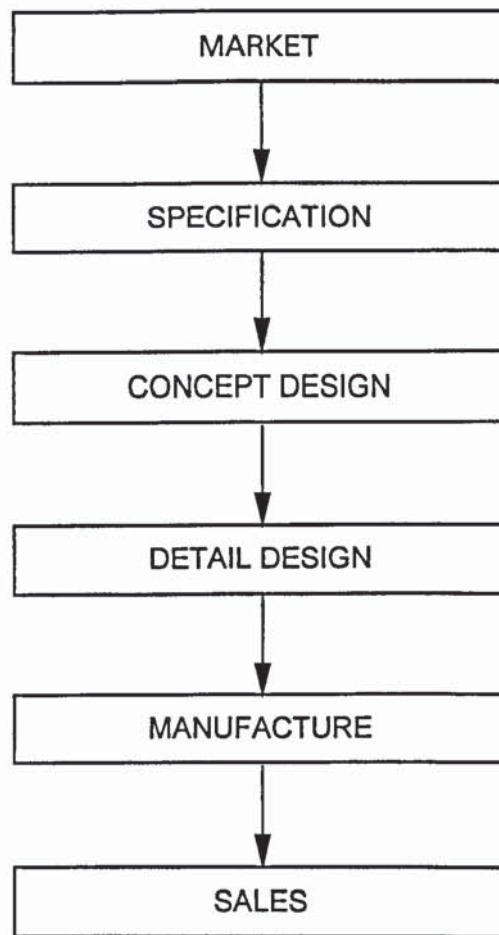 MARKET
SPECIFICATION
CONCEPT DESIGN
DETAIL DESIGN
MANUFACTURE
SALES